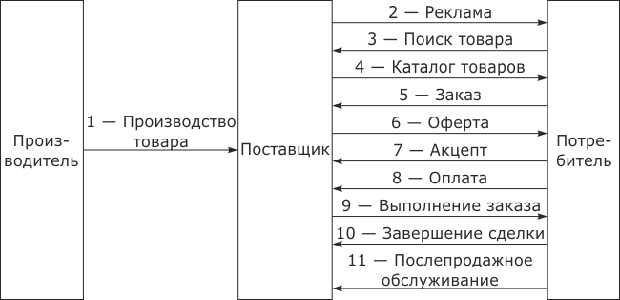 Произ-
водитель
1 — Производство
товара
Поставщик
2 — Реклама
3 — Поиск товара
4 — Каталог товаров
5 — Заказ
6 — Оферта
7 — Акцепт
8 — Оплата
9 — Выполнение заказа
10 — Завершение сделки
11 — Послепродажное
обслуживание
Потре-
битель